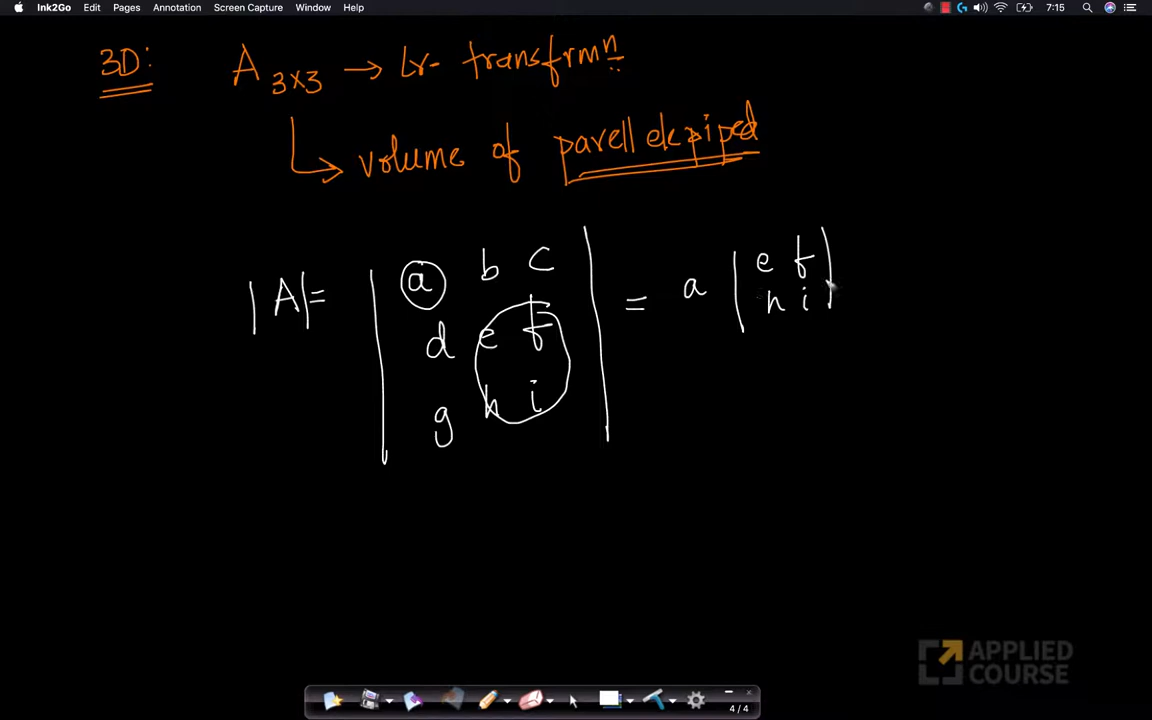 Ink2Go Edit Pages Annotation Screen Capture Window Help 7:15
3D: A 3x3 → Lr- transfrmn
volume of parellekpiped
|A| = | a b c | = a | e f |
| d e f | | h i |
| g h i |
APPLIED
COURSE
4/4